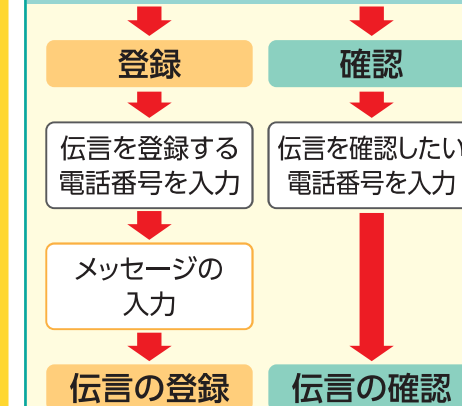 登録
確認
伝言を登録する
電話番号を入力
伝言を確認したい
電話番号を入力
メッセージの
入力
伝言の登録
伝言の確認